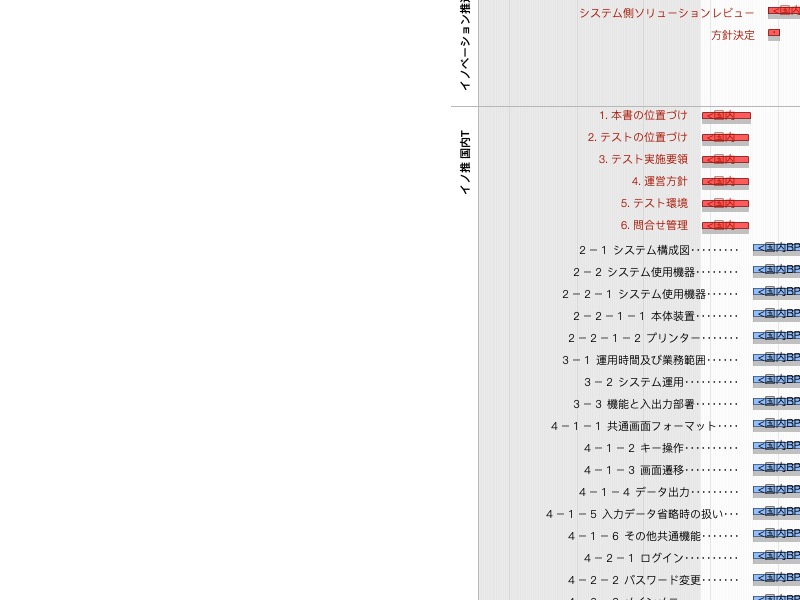 イノベーション推
システム側ソリューションレビュー <国内
方針決定
イノ推 国内T
1. 本書の位置づけ <国内
2. テストの位置づけ <国内
3. テスト実施要領 <国内
4. 運営方針 <国内
5. テスト環境 <国内
6. 問合せ管理 <国内
２－１ システム構成図········· <国内BP
２－２ システム使用機器········ <国内BP
２－２－１ システム使用機器······ <国内BP
２－２－１－１ 本体装置········ <国内BP
２－２－１－２ プリンター······· <国内BP
３－１ 運用時間及び業務範囲······ <国内BP
３－２ システム運用·········· <国内BP
３－３ 機能と入出力部署········ <国内BP
４－１－１ 共通画面フォーマット···· <国内BP
４－１－２ キー操作·········· <国内BP
４－１－３ 画面遷移·········· <国内BP
４－１－４ データ出力········· <国内BP
４－１－５ 入力データ省略時の扱い··· <国内BP
４－１－６ その他共通機能······· <国内BP
４－２－１ ログイン·········· <国内BP
４－２－２ パスワード変更······· <国内BP